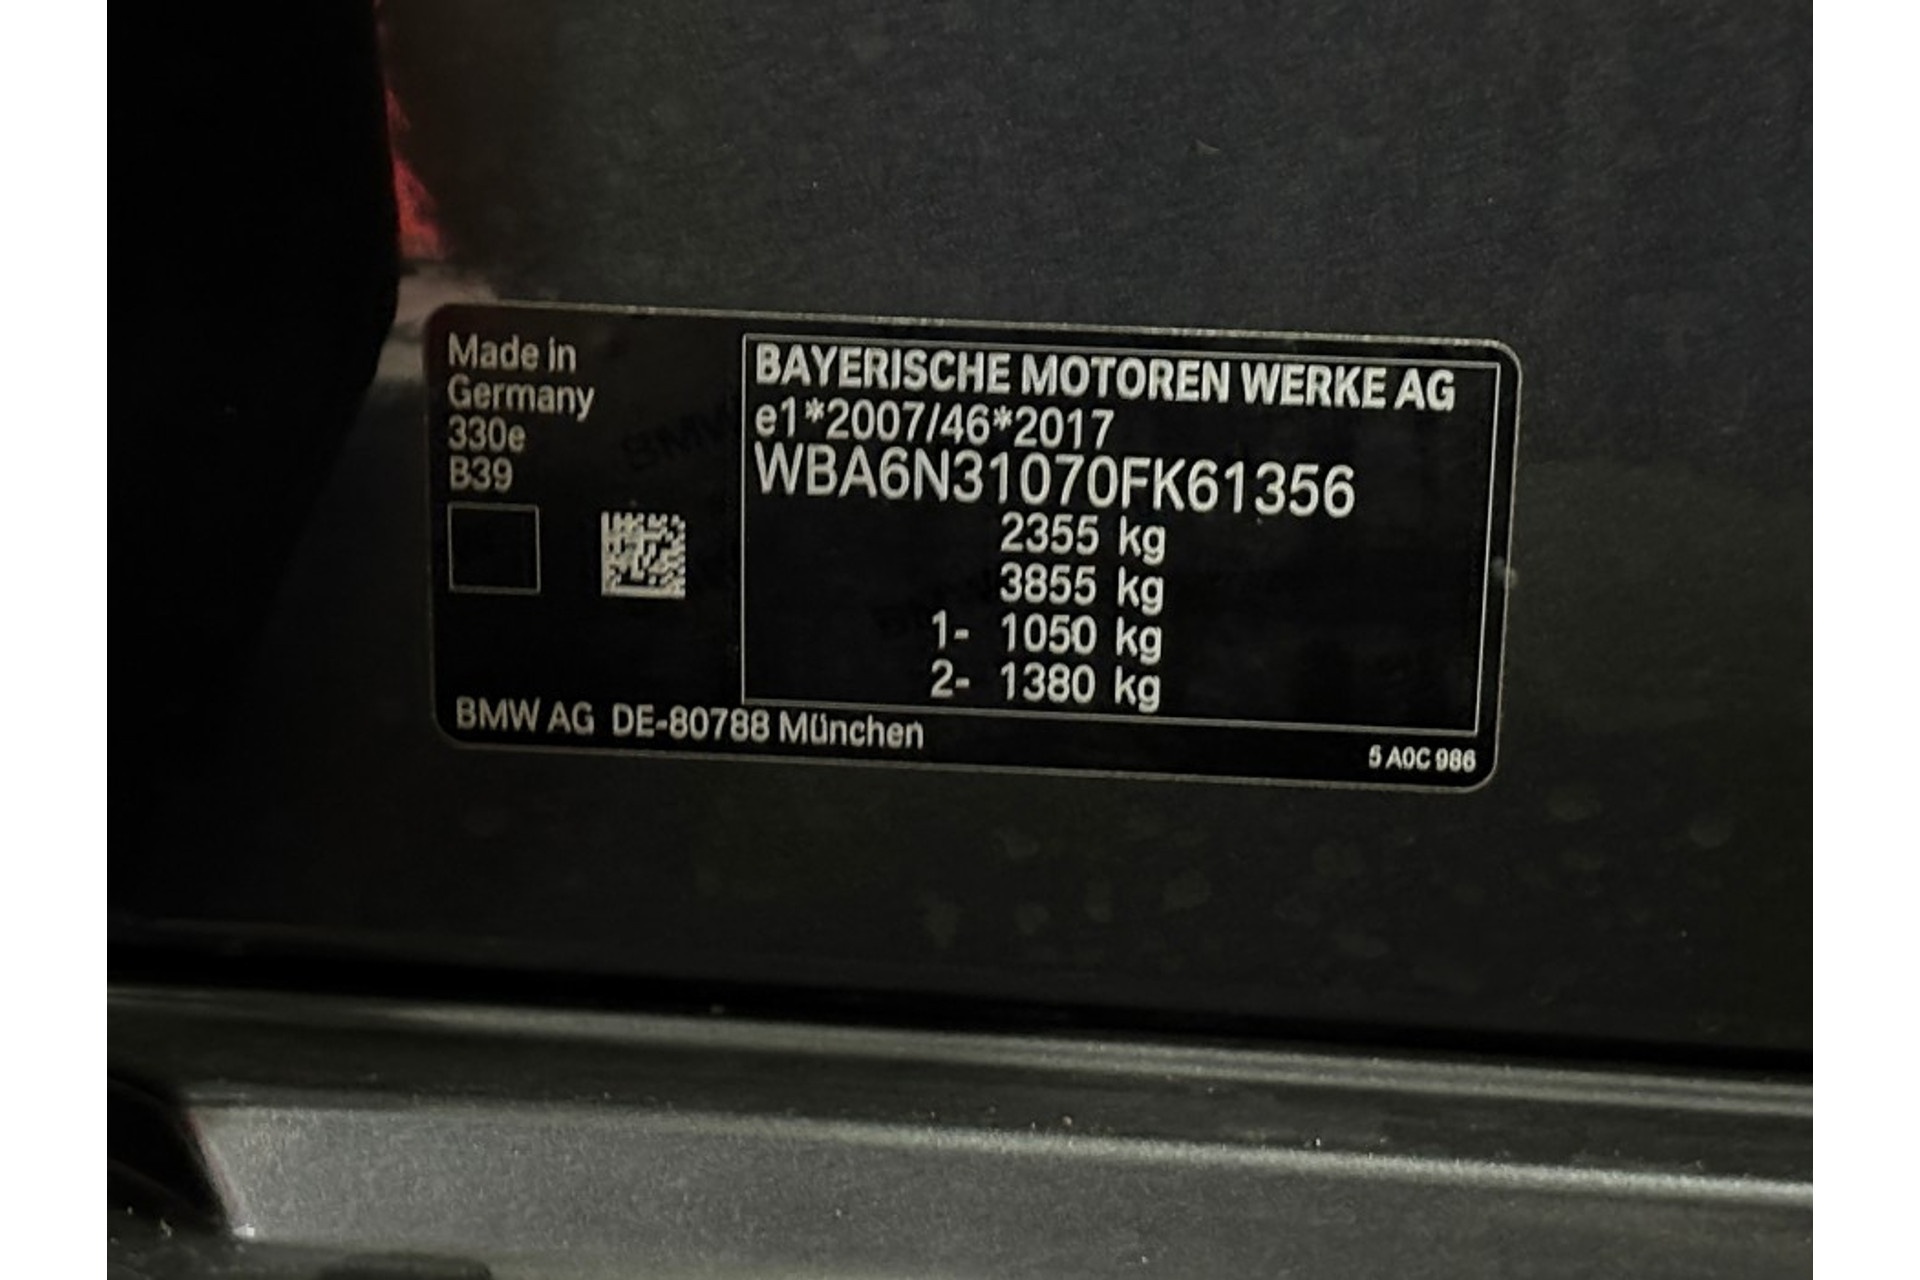 Made in
Germany
330e
B39
BAYERISCHE MOTOREN WERKE AG
e1*2007/46*2017
WBA6N31070FK61356
2355 kg
3855 kg
1- 1050 kg
2- 1380 kg
BMW AG DE-80788 München
5 A0C 986